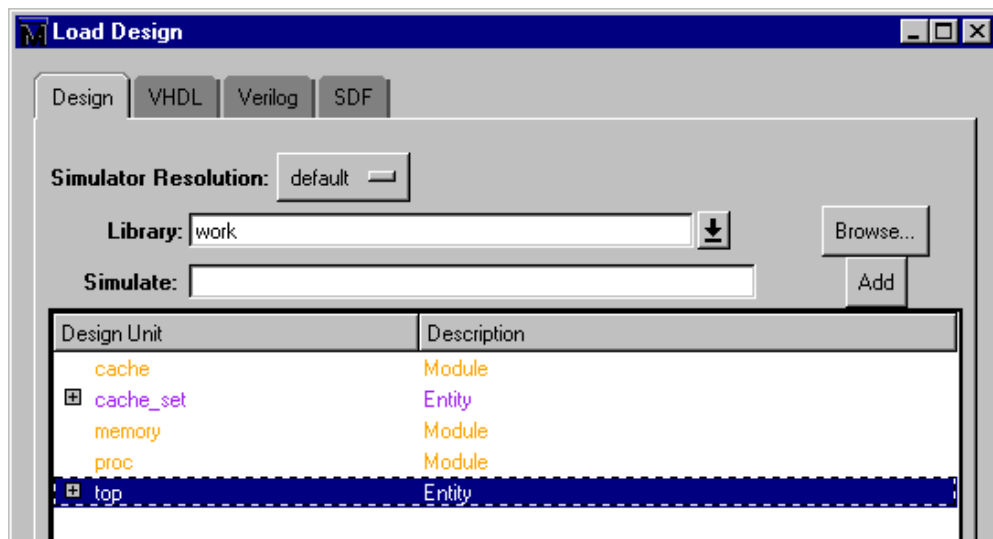 Load Design
Design VHDL Verilog SDF
Simulator Resolution: default
Library: work Browse...
Simulate: Add
Design Unit Description
cache Module
cache_set Entity
memory Module
proc Module
top Entity